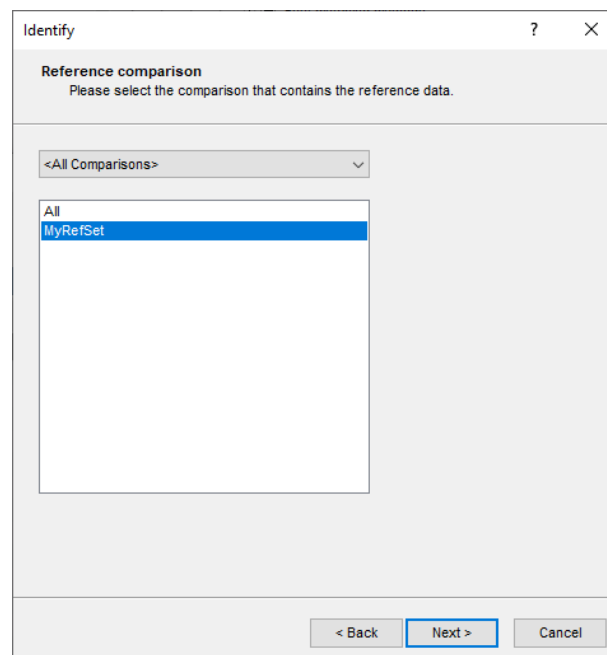 Identify
?
Reference comparison
Please select the comparison that contains the reference data.
<All Comparisons>
All
MyRefSet
< Back
Next >
Cancel